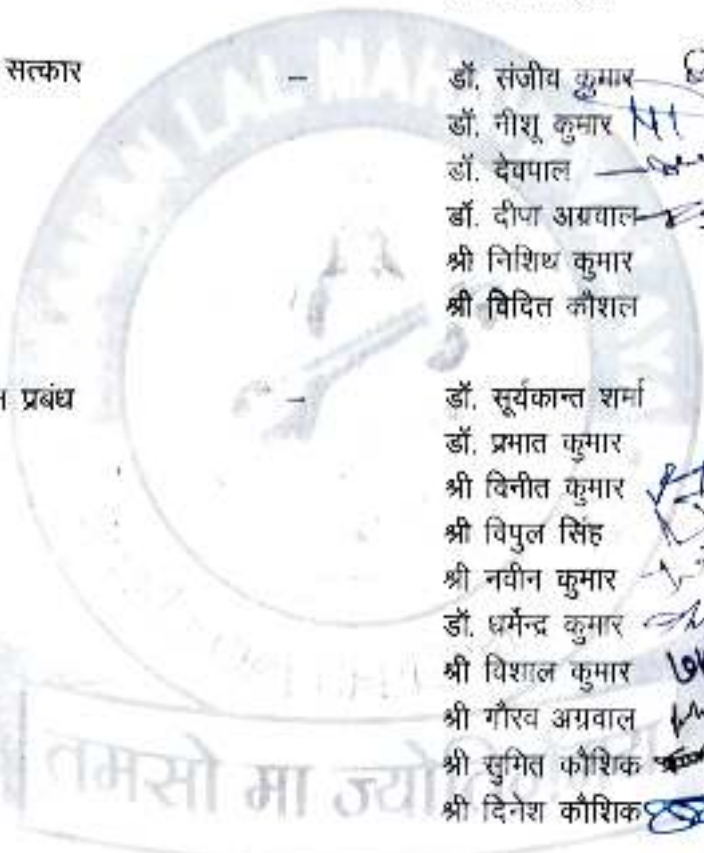 सत्कार – डॉ. संजीव कुमार
डॉ. नीशू कुमार
डॉ. देवपाल
डॉ. दीपा अग्रवाल
श्री निशिथ कुमार
श्री विदित कौशल
प्रबंध – डॉ. सूर्यकान्त शर्मा
डॉ. प्रभात कुमार
श्री विनीत कुमार
श्री विपुल सिंह
श्री नवीन कुमार
डॉ. धर्मेन्द्र कुमार
श्री विशाल कुमार
श्री गौरव अग्रवाल
श्री सुमित कौशिक
श्री दिनेश कौशिक
तमसो मा